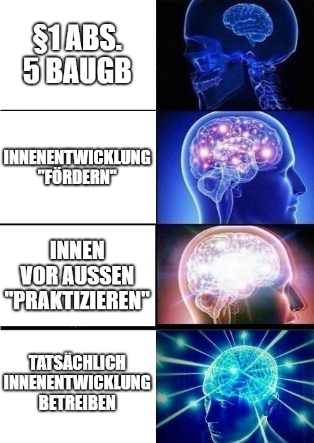 §1 ABS.
5 BAUGB
INNENENTWICKLUNG
"FÖRDERN"
INNEN
VOR AUSSEN
"PRAKTIZIEREN"
TATSÄCHLICH
INNENENTWICKLUNG
BETREIBEN